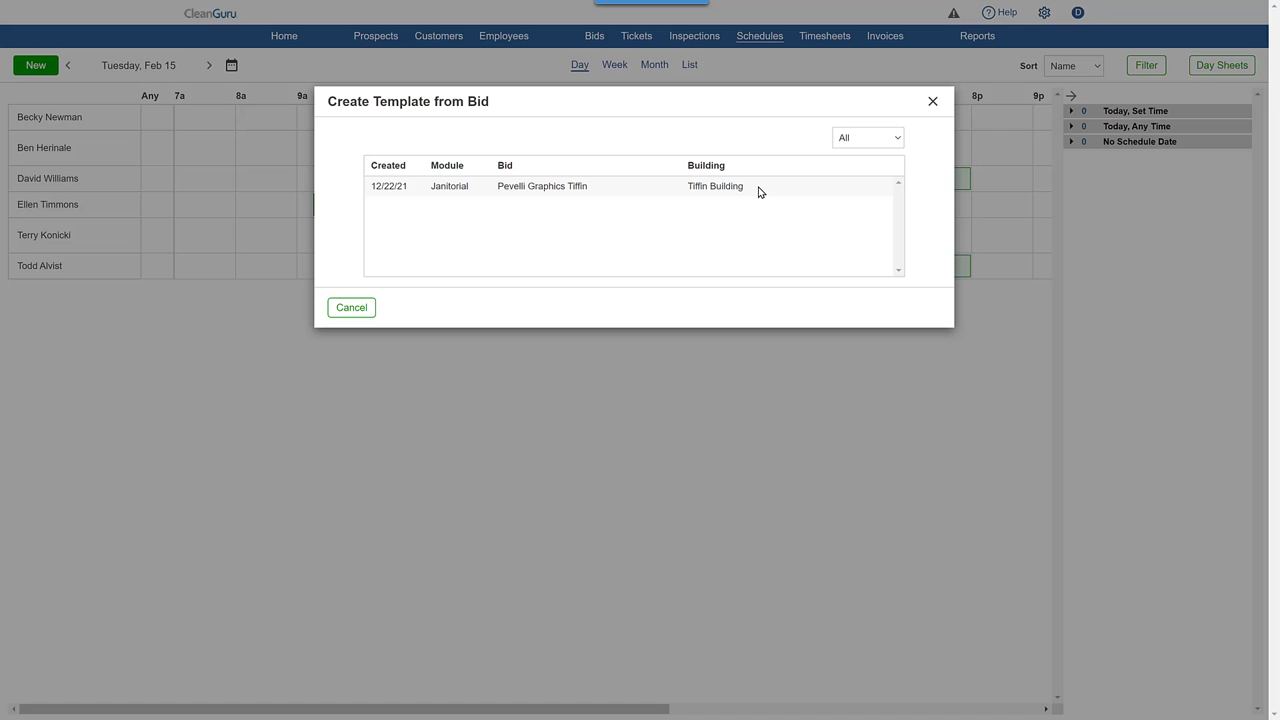 CleanGuru
Help
D
Home Prospects Customers Employees Bids Tickets Inspections Schedules Timesheets Invoices Reports
New Tuesday, Feb 15 Day Week Month List Sort Name Filter Day Sheets
Any 7a 8a 9a 8p 9p
Becky Newman
Ben Herinale
David Williams
Ellen Timmons
Terry Konicki
Todd Alvist
Create Template from Bid
All
Created Module Bid Building
12/22/21 Janitorial Pevelli Graphics Tiffin Tiffin Building
Cancel
0 Today, Set Time
0 Today, Any Time
0 No Schedule Date